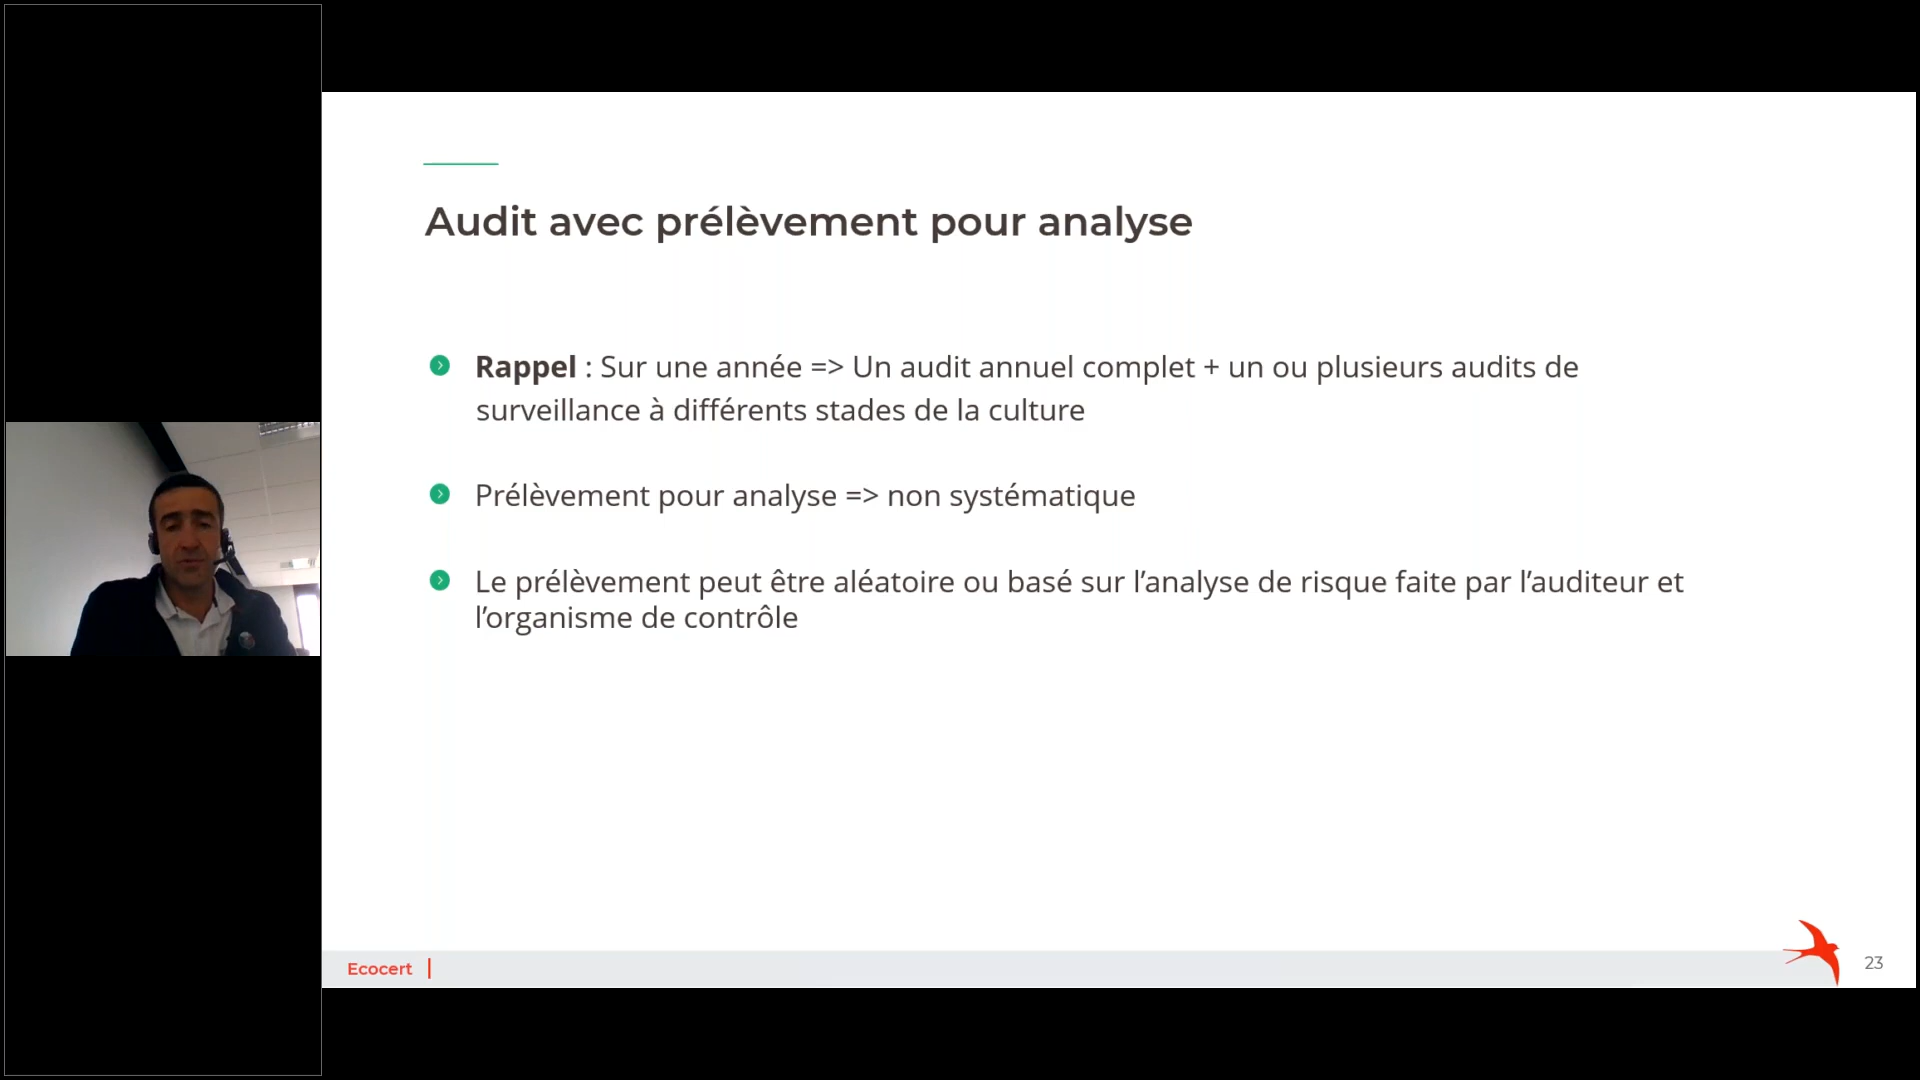 Audit avec prélèvement pour analyse
Rappel : Sur une année => Un audit annuel complet + un ou plusieurs audits de
surveillance à différents stades de la culture
Prélèvement pour analyse => non systématique
Le prélèvement peut être aléatoire ou basé sur l’analyse de risque faite par l’auditeur et
l’organisme de contrôle
Ecocert
23